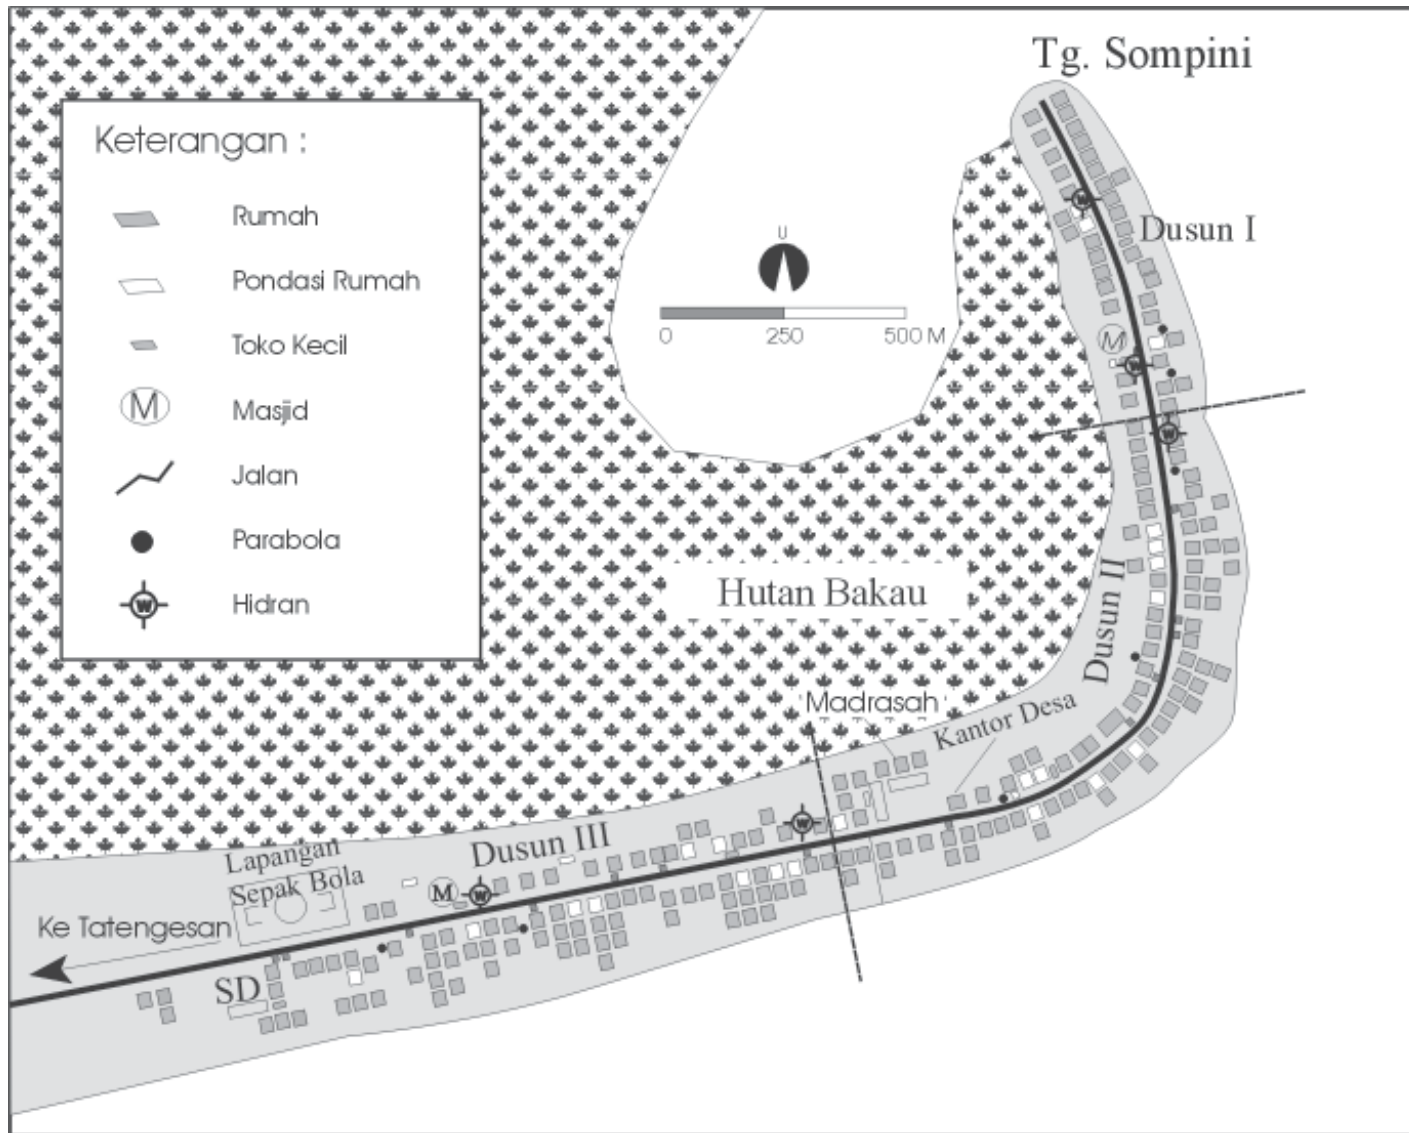 Tg. Sompini
Keterangan :
Rumah
Pondasi Rumah
Toko Kecil
M Masjid
Jalan
Parabola
W Hidran
U
0 250 500 M
W
Dusun I
M
W
W
Hutan Bakau
Dusun II
Madrasah
Kantor Desa
W
Dusun III
Lapangan
Sepak Bola
M
W
Ke Tatengesan
SD